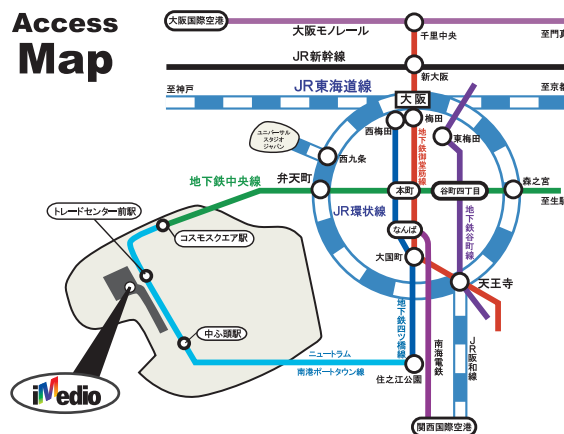 Access
Map
大阪国際空港
大阪モノレール
千里中央
至門真
JR新幹線
新大阪
至神戸
JR東海道線
至京都
大阪
梅田
西梅田
東梅田
ユニバーサル
スタジオ
ジャパン
西九条
地下鉄御堂筋線
地下鉄中央線
弁天町
本町
谷町四丁目
森之宮
至生駒
トレードセンター前駅
JR環状線
地下鉄谷町線
コスモスクエア駅
なんば
大国町
天王寺
地下鉄四ツ橋線
中ふ頭駅
ニュートラム
南港ポートタウン線
住之江公園
南海電鉄
JR阪和線
iMedio
関西国際空港